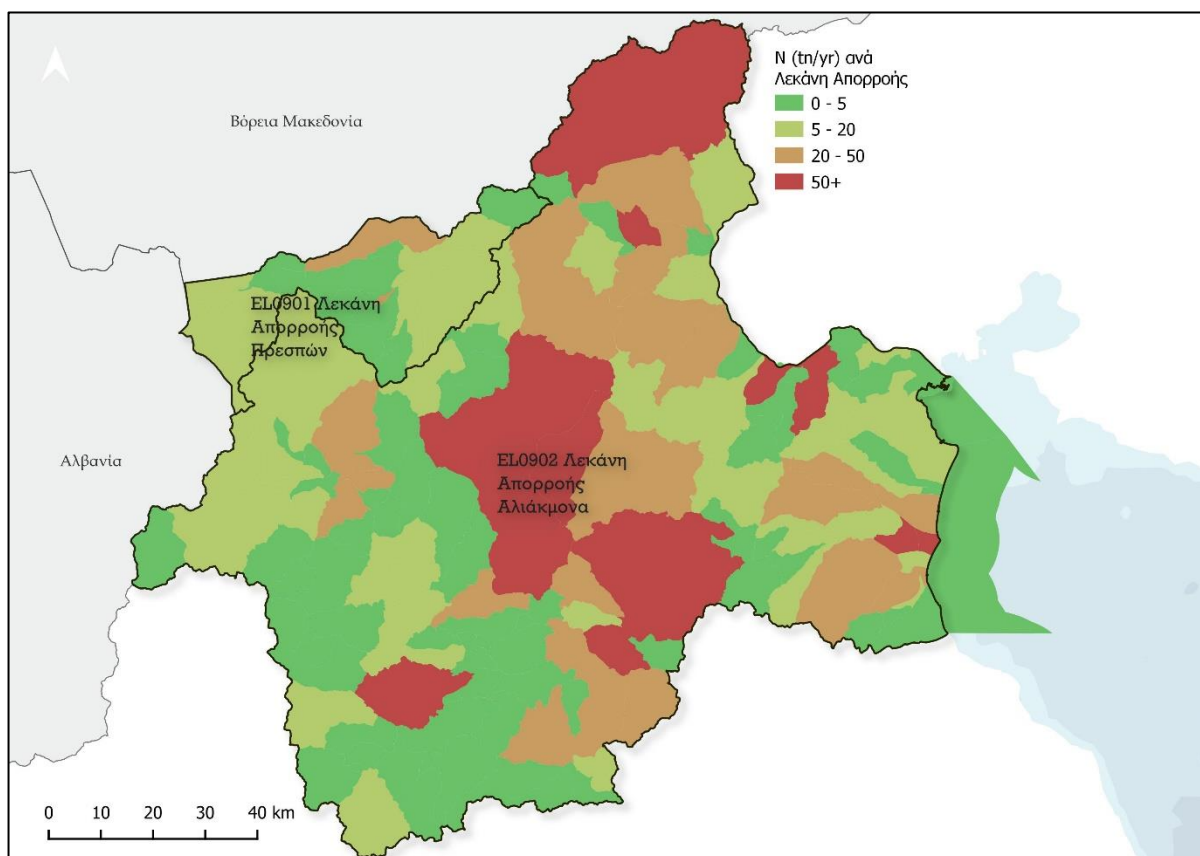 N (tn/yr) ανά
Λεκάνη Απορροής
0 - 5
5 - 20
20 - 50
50+
Βόρεια Μακεδονία
EL0901 Λεκάνη
Απορροής
Πρεσπών
Αλβανία
EL0902 Λεκάνη
Απορροής
Αλιάκμονα
0 10 20 30 40 km